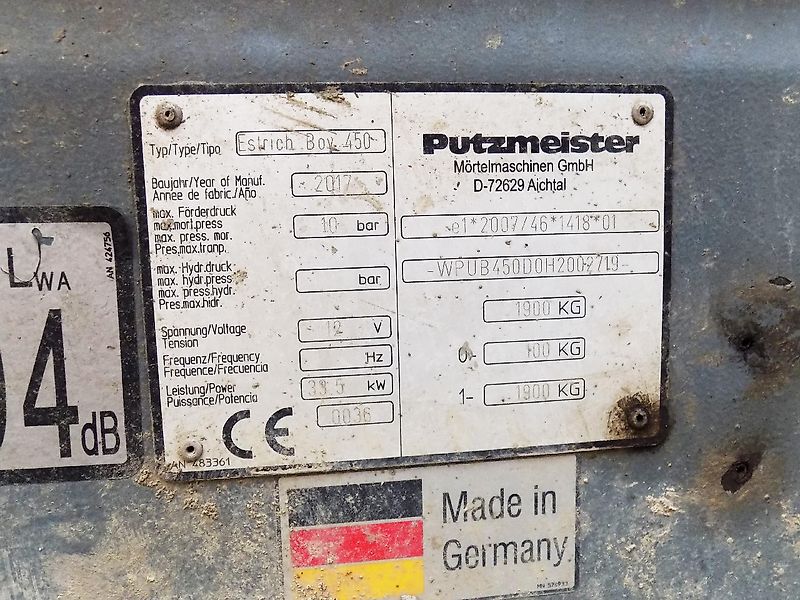 LWA
4
dB
AN 424756
Typ/Type/Tipo Estrich Boy 450
Baujahr/Year of Manuf. 2017
Annee de fabric./Año
max. Förderdruck
max.mort.press 10 bar
max. press. mor.
Pres.max.tranp.
max. Hydr.druck
max. hydr.press bar
max. press.hydr.
Pres.max.hidr.
Spannung/Voltage 12 V
Tension
Frequenz/Frequency - Hz
Frequence/Frecuencia
Leistung/Power 33.5 kW
Puissance/Potencia
CE 0036
AN 483361
Putzmeister
Mörtelmaschinen GmbH
D-72629 Aichtal
e1*2007/46*1418*01
-WPUB450D0H2002719-
1900 KG
0- 100 KG
1- 1900 KG
Made in
Germany